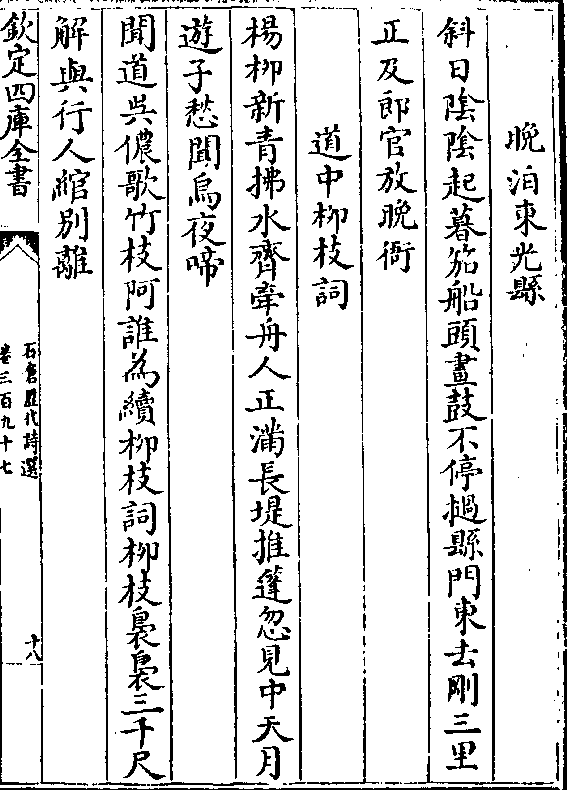 晚泊東光縣
斜日陰陰起暮笳船頭畫鼓不停撾縣門東去剛三里
正及郎官放晚衙
道中柳枝詞
楊柳新青拂水齊牽舟人正滿長堤推篷忽見中天月
遊子愁聞烏夜啼
聞道吳儂歌竹枝阿誰為續柳枝詞柳枝裊裊三千尺
解與行人綰別離
欽定四庫全書
石倉歷代詩選
卷三百九十七
十八